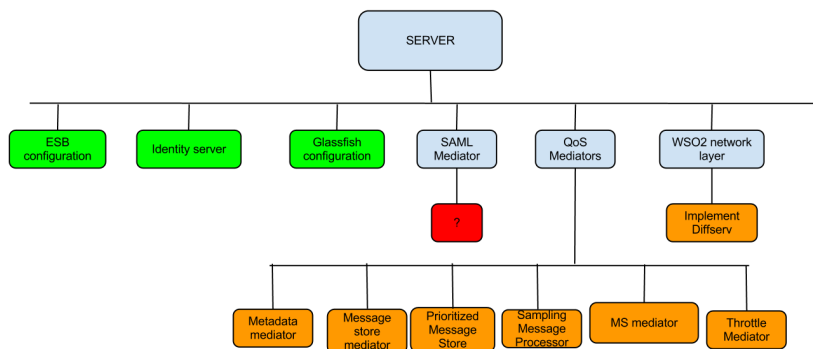 SERVER
ESB
configuration
Identity server
Glassfish
configuration
SAML
Mediator
QoS
Mediators
WSO2 network
layer
?
Implement
Diffserv
Metadata
mediator
Message
store
mediator
Prioritized
Message
Store
Sampling
Message
Processor
MS mediator
Throttle
Mediator